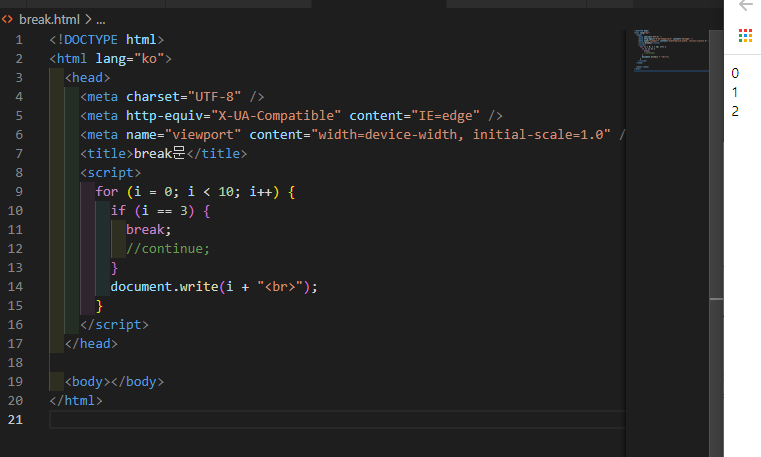 break.html > ...
1 <!DOCTYPE html>
2 <html lang="ko">
3 <head>
4 <meta charset="UTF-8" />
5 <meta http-equiv="X-UA-Compatible" content="IE=edge" />
6 <meta name="viewport" content="width=device-width, initial-scale=1.0" /
7 <title>break문</title>
8 <script>
9 for (i = 0; i < 10; i++) {
10 if (i == 3) {
11 break;
12 //continue;
13 }
14 document.write(i + "<br>");
15 }
16 </script>
17 </head>
18
19 <body></body>
20 </html>
21
0
1
2